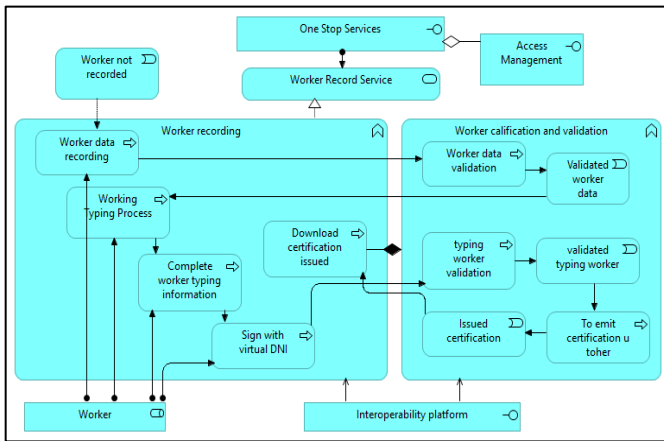 One Stop Services
Access
Management
Worker not
recorded
Worker Record Service
Worker recording
Worker calification and validation
Worker data
recording
Worker data
validation
Validated
worker
data
Working
Typing Process
Download
certification
issued
typing
worker
validation
validated
typing worker
Complete
worker typing
information
Sign with
virtual DNI
Issued
certification
To emit
certification u
toher
Worker
Interoperability platform